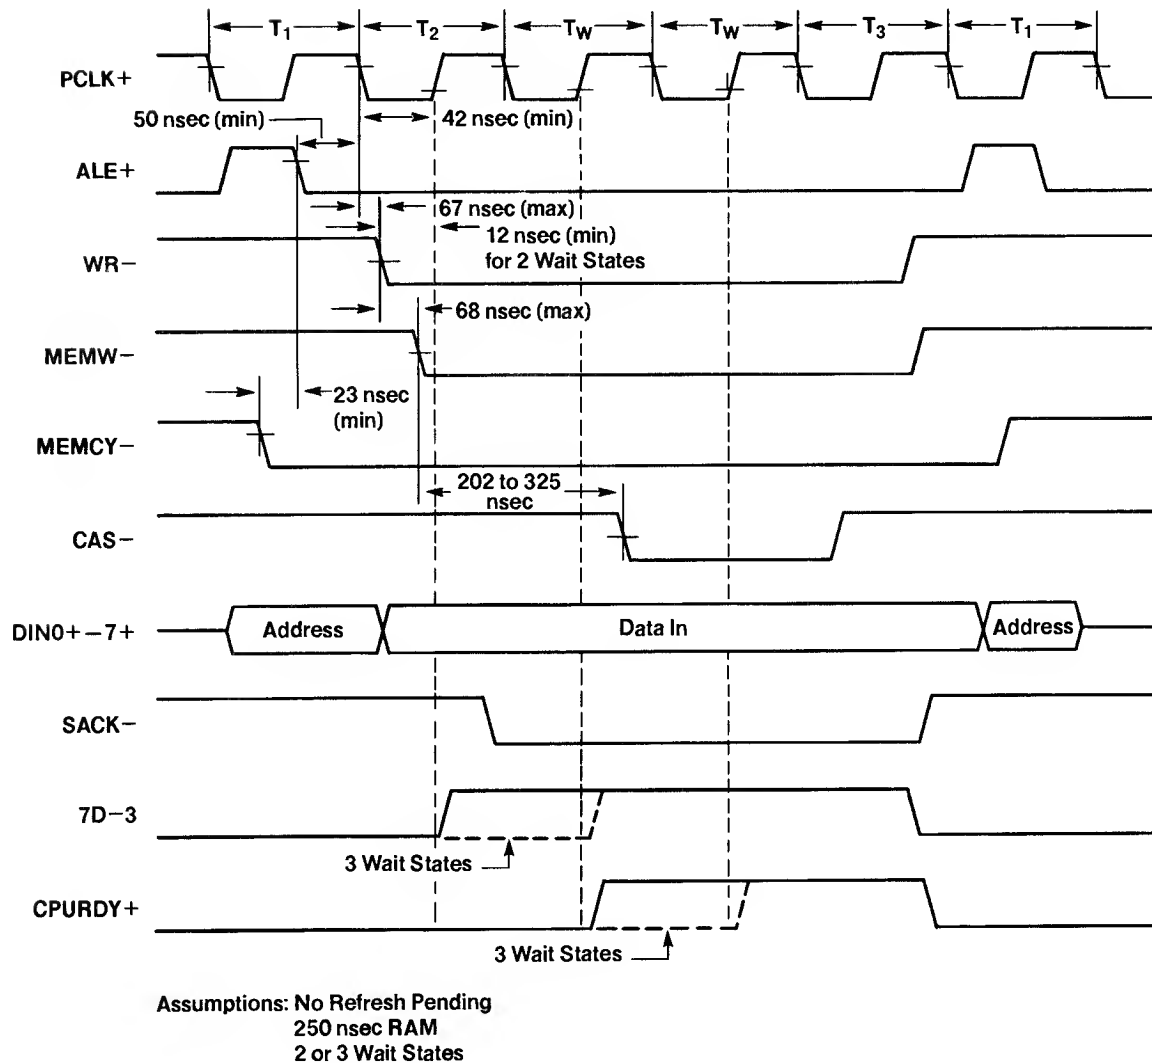 T1 T2 TW TW T3 T1
PCLK+
50 nsec (min)
42 nsec (min)
ALE+
67 nsec (max)
12 nsec (min)
for 2 Wait States
WR−
68 nsec (max)
MEMW−
23 nsec
(min)
MEMCY−
202 to 325
nsec
CAS−
DIN0+−7+
Address
Data In
Address
SACK−
7D−3
3 Wait States
CPURDY+
3 Wait States
Assumptions: No Refresh Pending
250 nsec RAM
2 or 3 Wait States